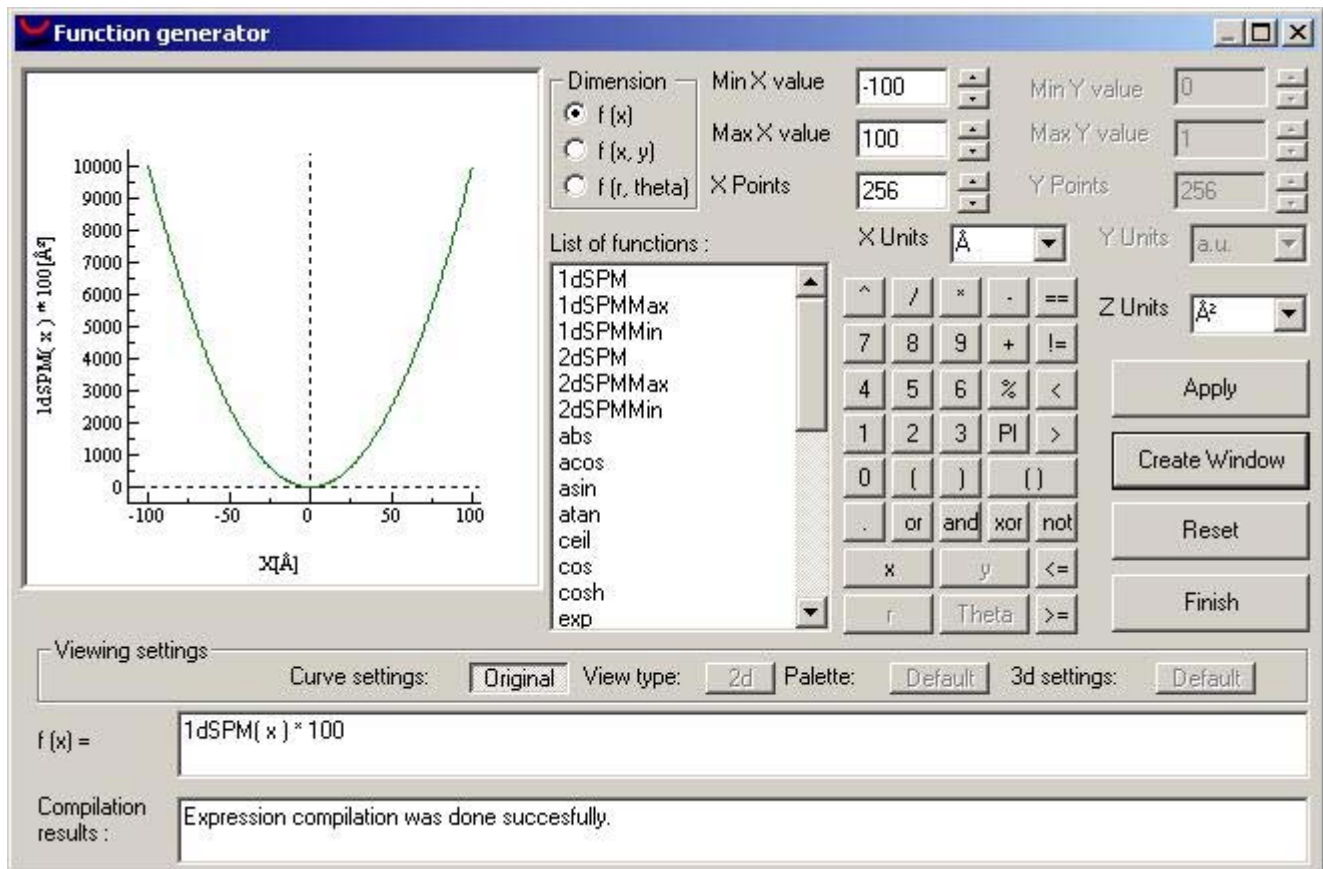 Function generator
10000
9000
8000
7000
6000
5000
4000
3000
2000
1000
0
1dSPM( x ) * 100[Å²]
-100 -50 0 50 100
X[Å]
Dimension
f (x)
f (x, y)
f (r, theta)
Min X value -100
Max X value 100
X Points 256
Min Y value 0
Max Y value 1
Y Points 256
X Units Å
Y Units a.u.
Z Units Å²
List of functions :
1dSPM
1dSPMMax
1dSPMMin
2dSPM
2dSPMMax
2dSPMMin
abs
acos
asin
atan
ceil
cos
cosh
exp
^ / * - ==
7 8 9 + !=
4 5 6 % <
1 2 3 PI >
0 ( ) ( )
. or and xor not
x y <=
r Theta >=
Apply
Create Window
Reset
Finish
Viewing settings
Curve settings: Original View type: 2d Palette: Default 3d settings: Default
f (x) = 1dSPM( x ) * 100
Compilation
results :
Expression compilation was done succesfully.